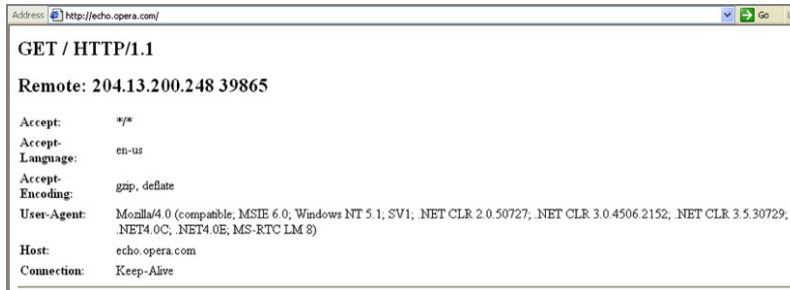 Address http://echo.opera.com/ Go
GET / HTTP/1.1
Remote: 204.13.200.248 39865
Accept: */*
Accept-
Language: en-us
Accept-
Encoding: gzip, deflate
User-Agent: Mozilla/4.0 (compatible; MSIE 6.0; Windows NT 5.1; SV1; .NET CLR 2.0.50727; .NET CLR 3.0.4506.2152; .NET CLR 3.5.30729;
.NET4.0C; .NET4.0E; MS-RTC LM 8)
Host: echo.opera.com
Connection: Keep-Alive